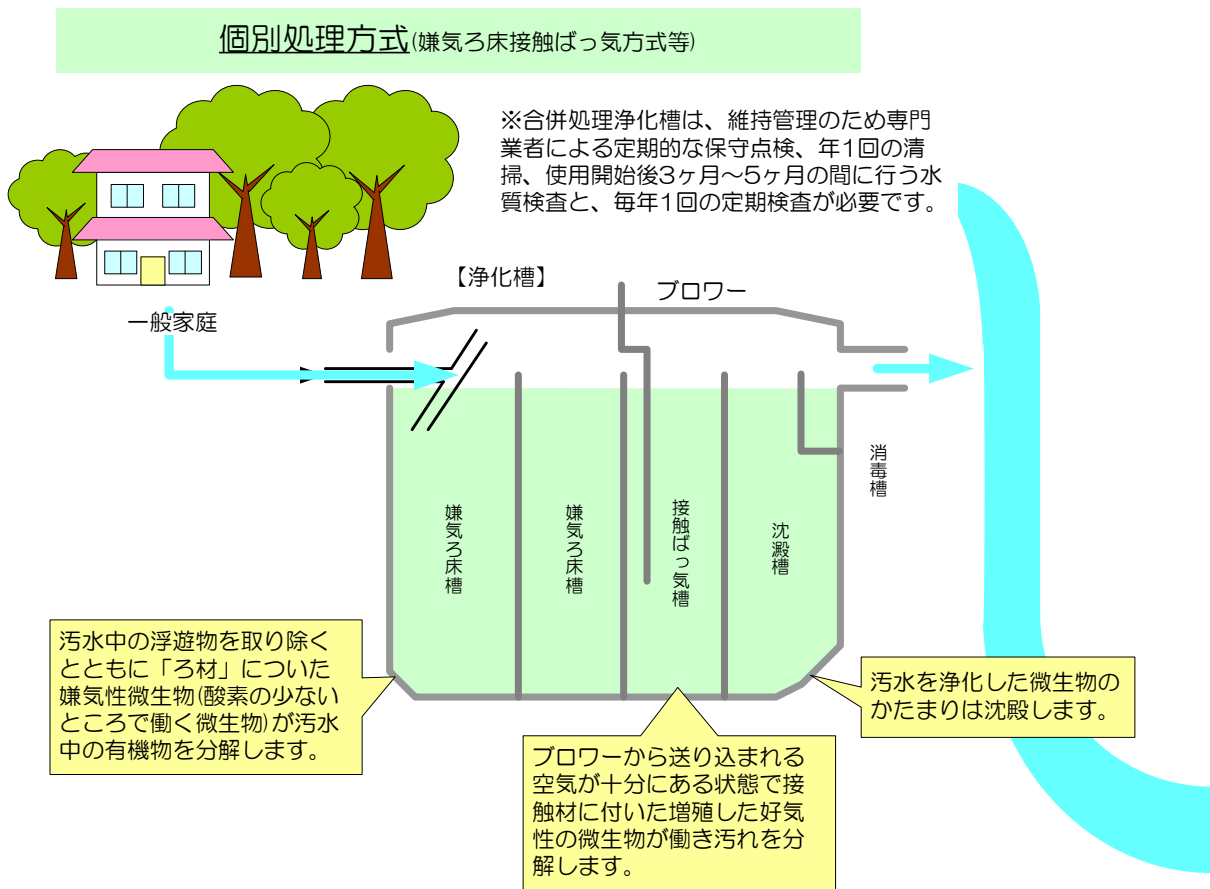 個別処理方式(嫌気ろ床接触ばっ気方式等)
※合併処理浄化槽は、維持管理のため専門
業者による定期的な保守点検、年1回の清
掃、使用開始後3ヶ月～5ヶ月の間に行う水
質検査と、毎年1回の定期検査が必要です。
【浄化槽】
ブロワー
一般家庭
嫌気ろ床槽
嫌気ろ床槽
接触ばっ気槽
沈澱槽
消毒槽
汚水中の浮遊物を取り除く
とともに「ろ材」についた
嫌気性微生物(酸素の少ない
ところで働く微生物)が汚水
中の有機物を分解します。
ブロワーから送り込まれる
空気が十分にある状態で接
触材に付いた増殖した好気
性の微生物が働き汚れを分
解します。
汚水を浄化した微生物の
かたまりは沈殿します。